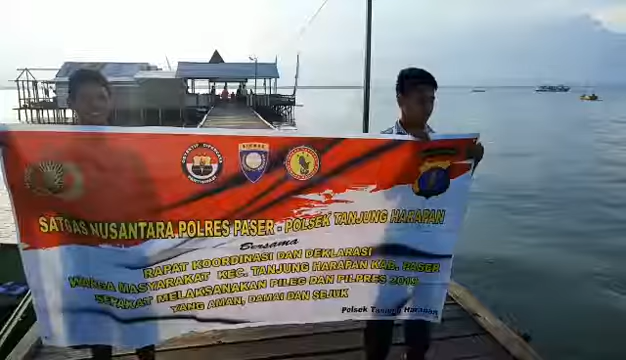 SATGAS NUSANTARA POLRES PASER - POLSEK TANJUNG HARAPAN
Bersama
RAPAT KOORDINASI DAN DEKLARASI
WARGA MASYARAKAT KEC. TANJUNG HARAPAN KAB. PASER
SEPAKAT MELAKSANAKAN PILEG DAN PILPRES 2019
YANG AMAN, DAMAI DAN SEJUK
Polsek Tanjung Harapan